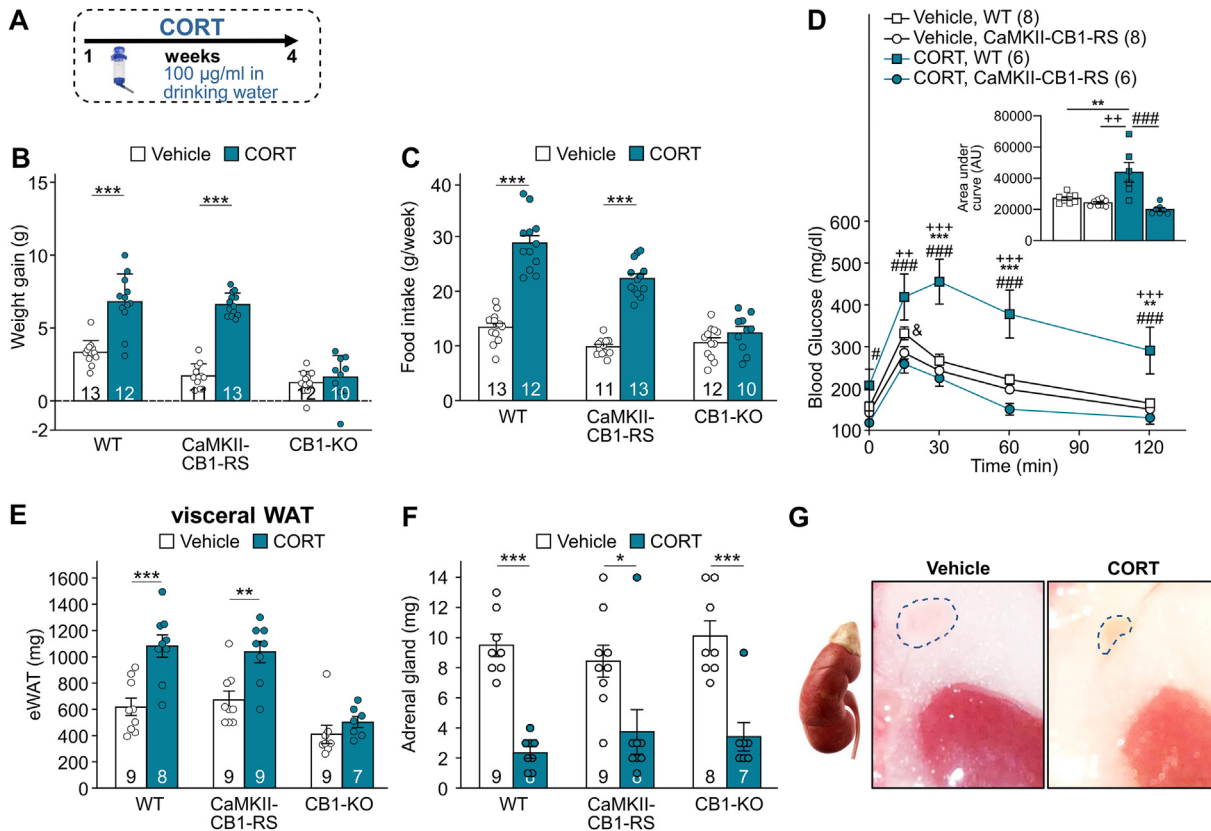 A
CORT
1 weeks 4
100 µg/ml in
drinking water
B
Vehicle CORT
Weight gain (g)
15
10
5
0
-2
***
***
13 12 13 10
WT CaMKII- CB1-KO
CB1-RS
C
Vehicle CORT
Food intake (g/week)
40
30
20
10
0
***
***
13 12 11 13 12 10
WT CaMKII- CB1-KO
CB1-RS
D
Vehicle, WT (8)
Vehicle, CaMKII-CB1-RS (8)
CORT, WT (6)
CORT, CaMKII-CB1-RS (6)
Area under
curve (AU)
80000
60000
40000
20000
0
** 
++ ###
Blood Glucose (mg/dl)
600
500
400
300
200
100
#
++
###
&
+++
***
###
+++
***
###
+++
**
###
0 30 60 90 120
Time (min)
E
visceral WAT
Vehicle CORT
eWAT (mg)
1600
1400
1200
1000
800
600
400
200
0
***
**
9 8 9 9 9 7
WT CaMKII- CB1-KO
CB1-RS
F
Vehicle CORT
Adrenal gland (mg)
14
12
10
8
6
4
2
0
***
*
***
9 9 8 7
WT CaMKII- CB1-KO
CB1-RS
G
Vehicle CORT